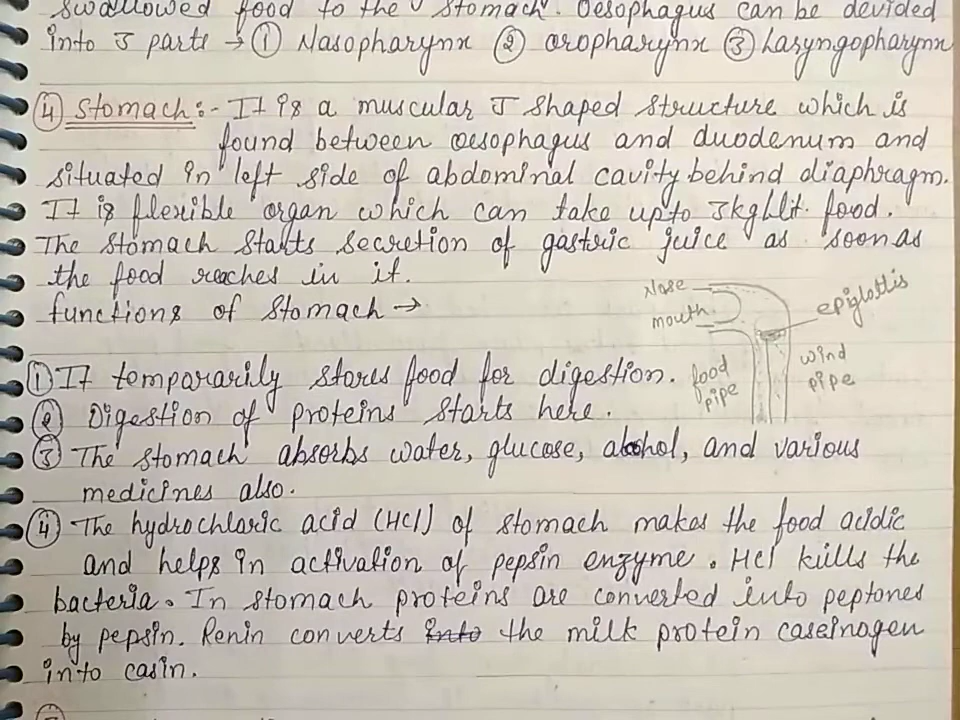 swallowed food to the stomach. Oesophagus can be devided
into 3 parts → ① Nasopharynx ② oropharynx ③ Laryngopharynx
④ Stomach :- It is a muscular J shaped structure which is
found between oesophagus and duodenum and
situated in left side of abdominal cavity behind diaphragm.
It is flexible organ which can take upto 3kg/lit. food.
The stomach starts secretion of gastric juice as soon as
the food reaches in it.
functions of stomach →
Nose
mouth
epiglottis
food
pipe
wind
pipe
① It tempararily stores food for digestion.
② Digestion of proteins starts here.
③ The stomach absorbs water, glucose, alcohol, and various
medicines also.
④ The hydrochloric acid (HCl) of stomach makes the food acidic
and helps in activation of pepsin enzyme. HCl kills the
bacteria. In stomach proteins are converted into peptones
by pepsin. Renin converts into the milk protein caseinogen
into casin.